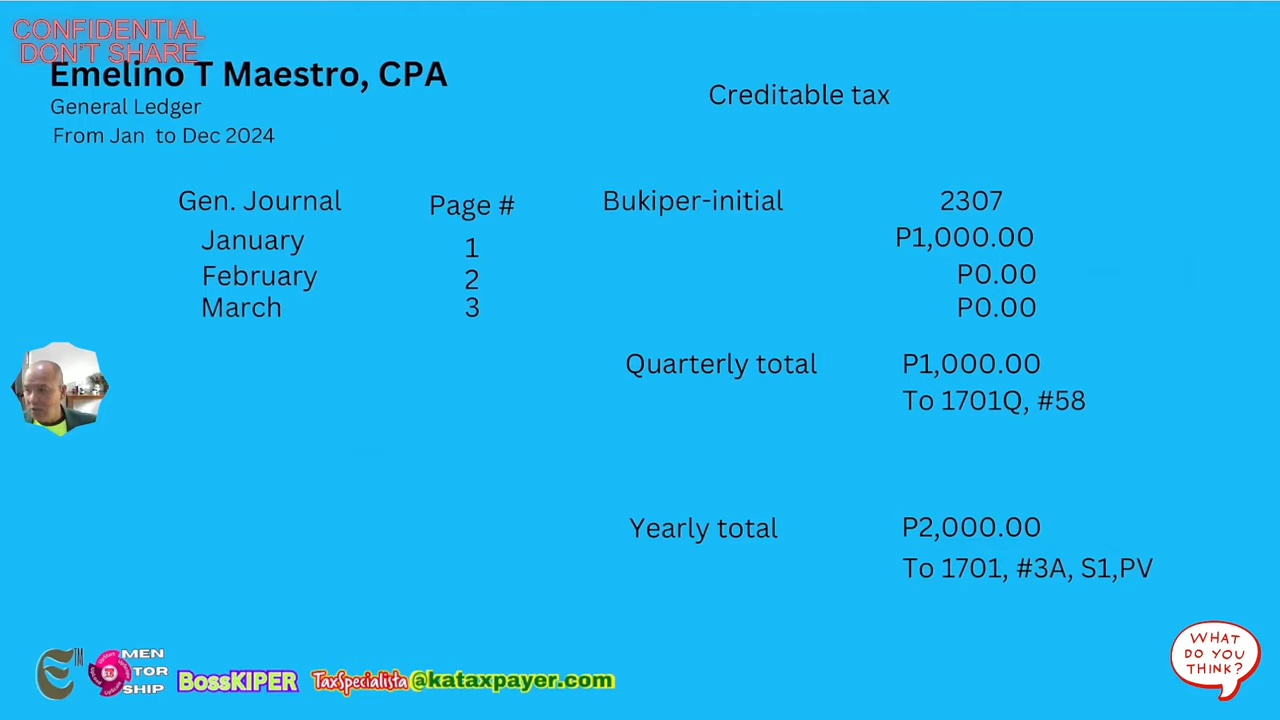 CONFIDENTIAL
DON'T SHARE
Emelino T Maestro, CPA
General Ledger
From Jan to Dec 2024
Creditable tax
Gen. Journal Page # Bukiper-initial 2307
January 1 P1,000.00
February 2 P0.00
March 3 P0.00
Quarterly total P1,000.00
To 1701Q, #58
Yearly total P2,000.00
To 1701, #3A, S1,PV
TM
MEN
TOR
SHIP
BossKIPER
TaxSpecialista @kataxpayer.com
WHAT
DO YOU
THINK?